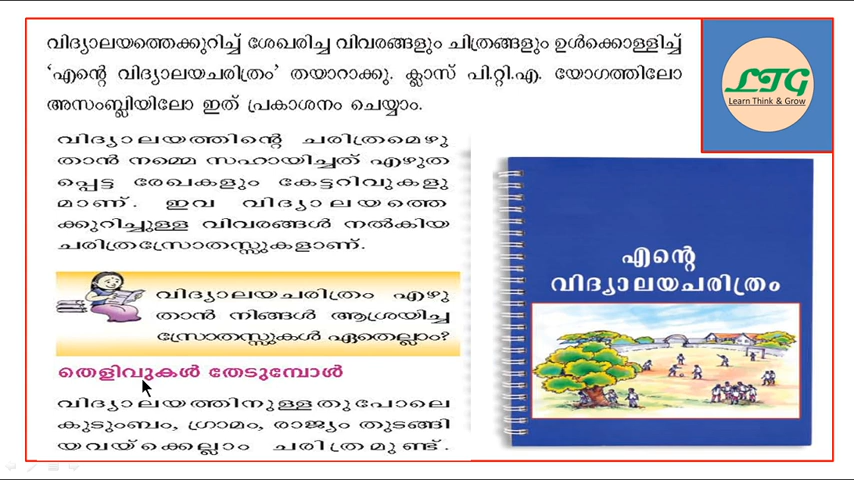 വിദ്യാലയത്തെക്കുറിച്ച് ശേഖരിച്ച വിവരങ്ങളും ചിത്രങ്ങളും ഉൾക്കൊള്ളിച്ച്
'എന്റെ വിദ്യാലയചരിത്രം' തയാറാക്കൂ. ക്ലാസ് പി.റ്റി.എ. യോഗത്തിലോ
അസംബ്ലിയിലോ ഇത് പ്രകാശനം ചെയ്യാം.
LTG
Learn Think & Grow
വിദ്യാലയത്തിന്റെ ചരിത്രമെഴു
താൻ നമ്മെ സഹായിച്ചത് എഴുത
പ്പെട്ട രേഖകളും കേട്ടറിവുകളു
മാണ്. ഇവ വിദ്യാലയത്തെ
ക്കുറിച്ചുള്ള വിവരങ്ങൾ നൽകിയ
ചരിത്രസ്രോതസ്സുകളാണ്.
വിദ്യാലയചരിത്രം എഴു
താൻ നിങ്ങൾ ആശ്രയിച്ച
സ്രോതസ്സുകൾ ഏതെല്ലാം?
തെളിവുകൾ തേടുമ്പോൾ
വിദ്യാലയത്തിനുള്ളതുപോലെ
കുടുംബം, ഗ്രാമം, രാജ്യം തുടങ്ങി
യവയ്ക്കെല്ലാം ചരിത്രമുണ്ട്.
എന്റെ
വിദ്യാലയചരിത്രം